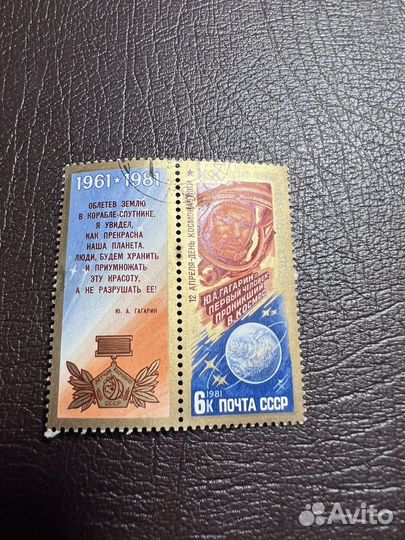 1961★1981
ОБЛЕТЕВ ЗЕМЛЮ
В КОРАБЛЕ-СПУТНИКЕ,
Я УВИДЕЛ,
КАК ПРЕКРАСНА
НАША ПЛАНЕТА.
ЛЮДИ, БУДЕМ ХРАНИТЬ
И ПРИУМНОЖАТЬ
ЭТУ КРАСОТУ,
А НЕ РАЗРУШАТЬ ЕЕ!
Ю. А. ГАГАРИН
СССР
12 АПРЕЛЯ-ДЕНЬ КОСМОНАВТИКИ ★
Ю.А.ГАГАРИН-
ПЕРВЫЙ ЧЕЛОВЕК,
ПРОНИКШИЙ
В КОСМОС
1981
6К ПОЧТА СССР
Avito